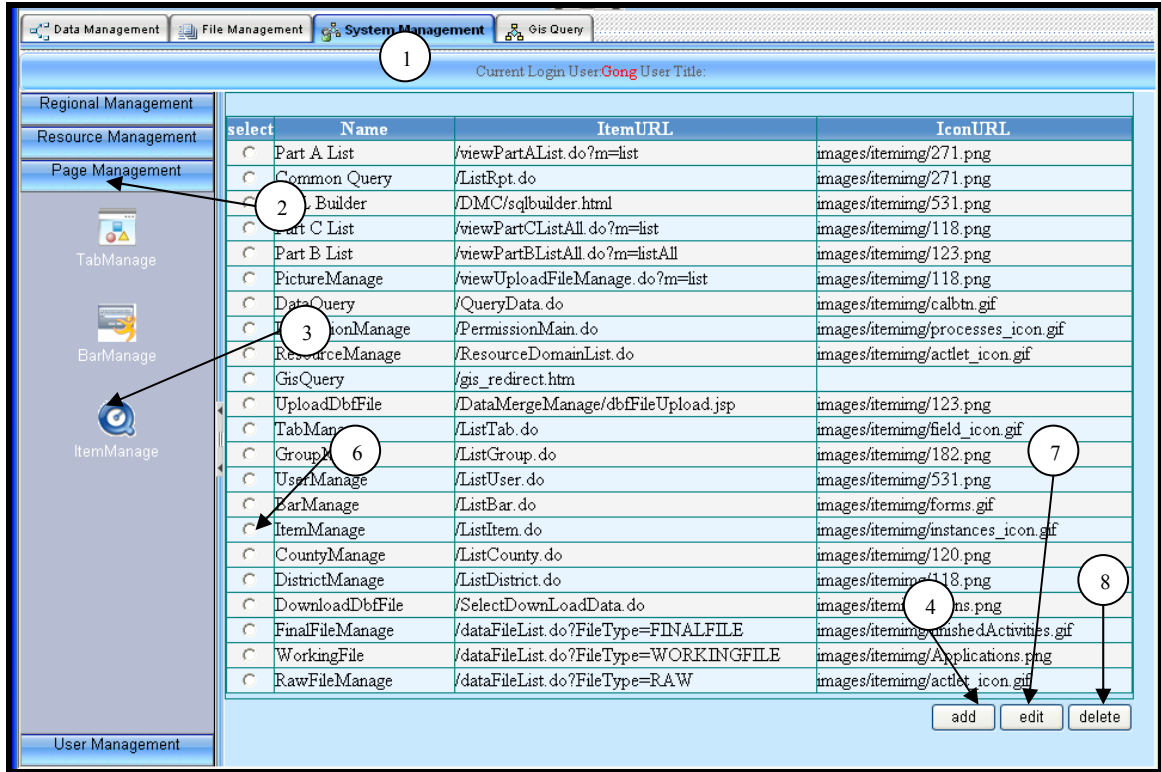 Data Management File Management System Management Gis Query
1
Current Login User:Gong User Title:
Regional Management
Resource Management
Page Management
2
TabManage
3
BarManage
ItemManage
User Management
select Name ItemURL IconURL
Part A List /viewPartAList.do?m=list images/itemimg/271.png
Common Query /ListRpt.do images/itemimg/271.png
Builder /DMC/sqlbuilder.html images/itemimg/531.png
Part C List /viewPartCListAll.do?m=list images/itemimg/118.png
Part B List /viewPartBListAll.do?m=listAll images/itemimg/123.png
PictureManage /viewUploadFileManage.do?m=list images/itemimg/118.png
DataQuery /QueryData.do images/itemimg/calbtn.gif
ionManage /PermissionMain.do images/itemimg/processes_icon.gif
ResourceManage /ResourceDomainList.do images/itemimg/actlet_icon.gif
GisQuery /gis_redirect.htm
UploadDbfFile /DataMergeManage/dbfFileUpload.jsp images/itemimg/123.png
TabManage /ListTab.do images/itemimg/field_icon.gif
Group /ListGroup.do images/itemimg/182.png
6
7
UserManage /ListUser.do images/itemimg/531.png
BarManage /ListBar.do images/itemimg/forms.gif
ItemManage /ListItem.do images/itemimg/instances_icon.gif
CountyManage /ListCounty.do images/itemimg/120.png
DistrictManage /ListDistrict.do images/itemimg/118.png
8
DownloadDbfFile /SelectDownLoadData.do ns.png
4
FinalFileManage /dataFileList.do?FileType=FINALFILE images/itemimg/finishedActivities.gif
WorkingFile /dataFileList.do?FileType=WORKINGFILE images/itemimg/Applications.png
RawFileManage /dataFileList.do?FileType=RAW images/itemimg/actlet_icon.gif
add edit delete